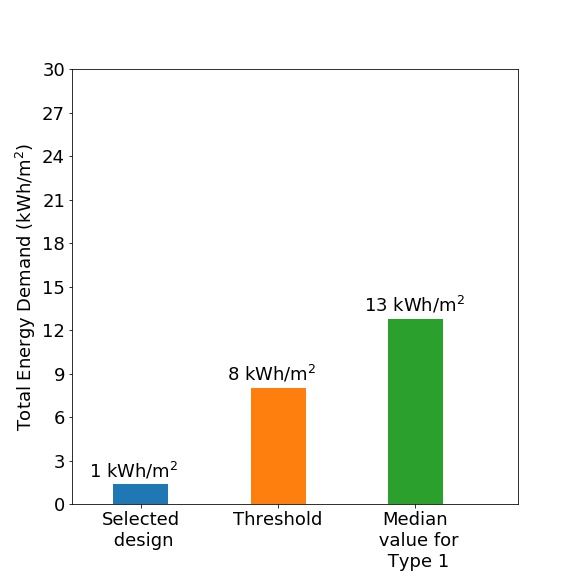 Total Energy Demand (kWh/m²)
30
27
24
21
18
15
12
9
6
3
0
1 kWh/m²
8 kWh/m²
13 kWh/m²
Selected
design
Threshold
Median
value for
Type 1